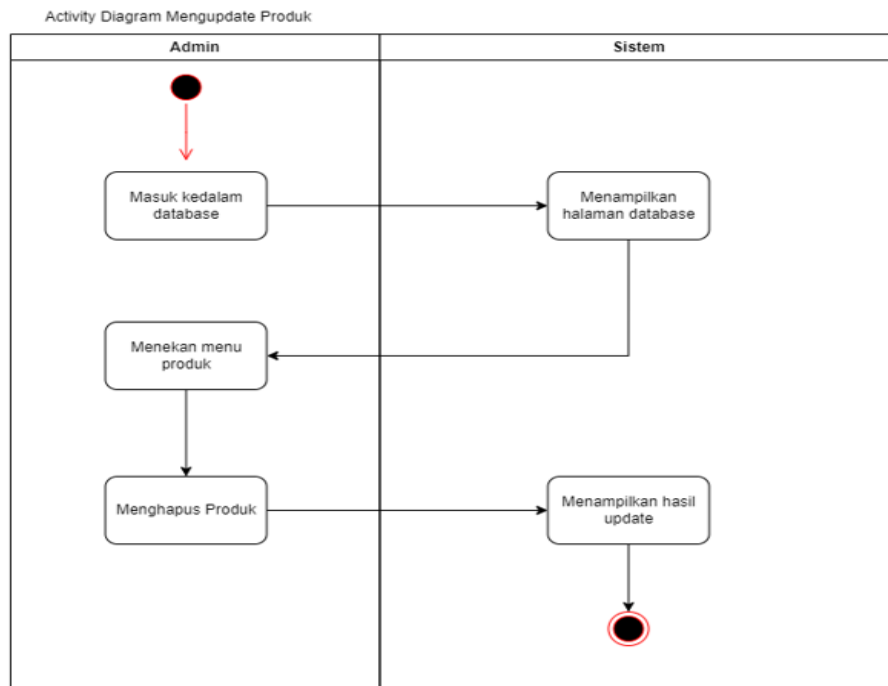 Activity Diagram Mengupdate Produk
Admin
Sistem
Masuk kedalam
database
Menampilkan
halaman database
Menekan menu
produk
Menghapus Produk
Menampilkan hasil
update